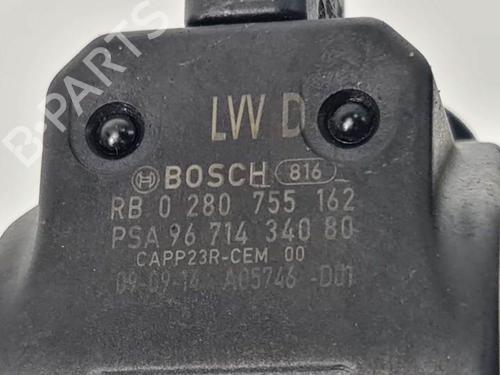 LW D
BOSCH 816
RB 0 280 755 162
PSA 96 714 340 80
CAPP23R-CEM 00
09-09-14 A05746 -D01
B-PARTS